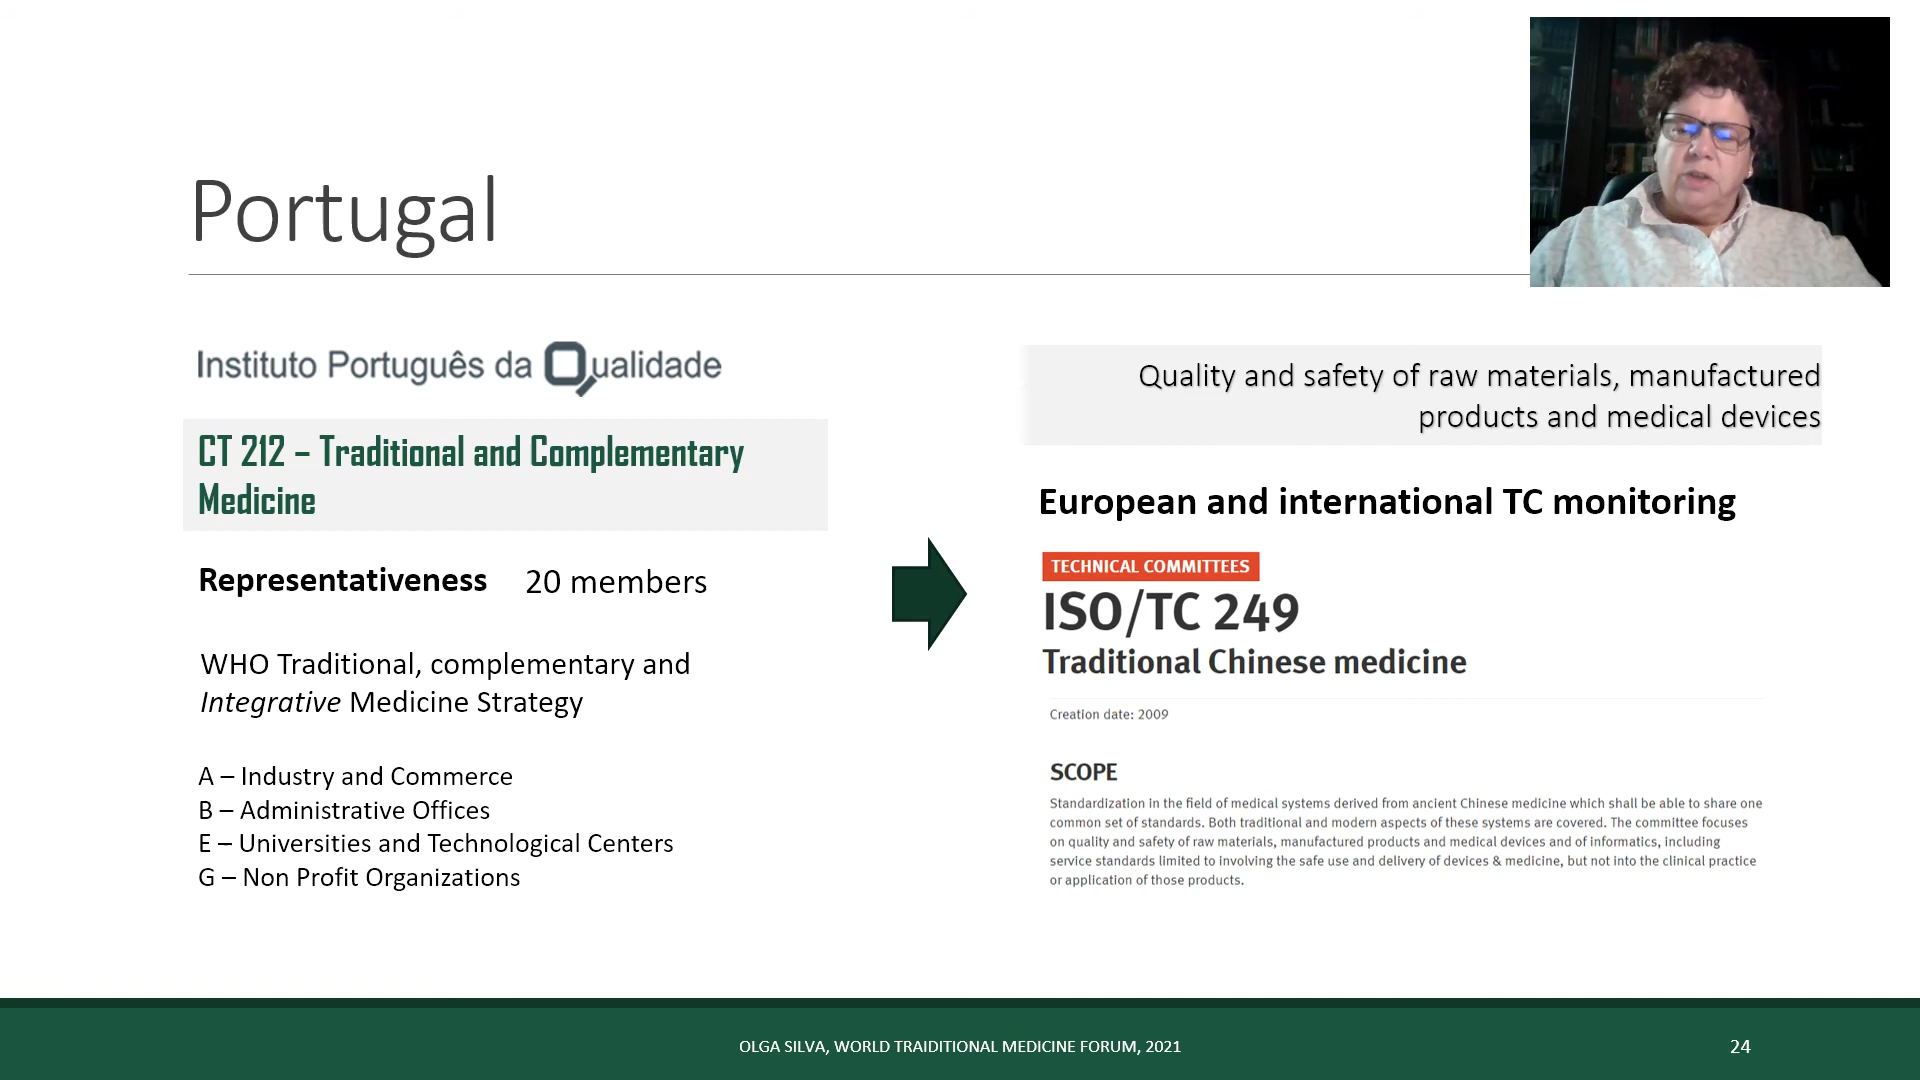 Portugal
Instituto Português da Qualidade
CT 212 – Traditional and Complementary
Medicine
Representativeness 20 members
WHO Traditional, complementary and
Integrative Medicine Strategy
A – Industry and Commerce
B – Administrative Offices
E – Universities and Technological Centers
G – Non Profit Organizations
Quality and safety of raw materials, manufactured
products and medical devices
European and international TC monitoring
TECHNICAL COMMITTEES
ISO/TC 249
Traditional Chinese medicine
Creation date: 2009
SCOPE
Standardization in the field of medical systems derived from ancient Chinese medicine which shall be able to share one
common set of standards. Both traditional and modern aspects of these systems are covered. The committee focuses
on quality and safety of raw materials, manufactured products and medical devices and of informatics, including
service standards limited to involving the safe use and delivery of devices & medicine, but not into the clinical practice
or application of those products.
OLGA SILVA, WORLD TRAIDITIONAL MEDICINE FORUM, 2021
24